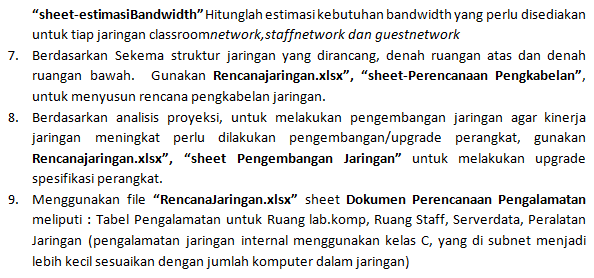 “sheet-estimasiBandwidth”Hitunglah estimasi kebutuhan bandwidth yang perlu disediakan
untuk tiap jaringan classroomnetwork,staffnetwork dan guestnetwork
7. Berdasarkan Sekema struktur jaringan yang dirancang, denah ruangan atas dan denah
ruangan bawah. Gunakan Rencanajaringan.xlsx”, “sheet-Perencanaan Pengkabelan”,
untuk menyusun rencana pengkabelan jaringan.
8. Berdasarkan analisis proyeksi, untuk melakukan pengembangan jaringan agar kinerja
jaringan meningkat perlu dilakukan pengembangan/upgrade perangkat, gunakan
Rencanajaringan.xlsx”, “sheet Pengembangan Jaringan” untuk melakukan upgrade
spesifikasi perangkat.
9. Menggunakan file “RencanaJaringan.xlsx” sheet Dokumen Perencanaan Pengalamatan
meliputi : Tabel Pengalamatan untuk Ruang lab.komp, Ruang Staff, Serverdata, Peralatan
Jaringan (pengalamatan jaringan internal menggunakan kelas C, yang di subnet menjadi
lebih kecil sesuaikan dengan jumlah komputer dalam jaringan)